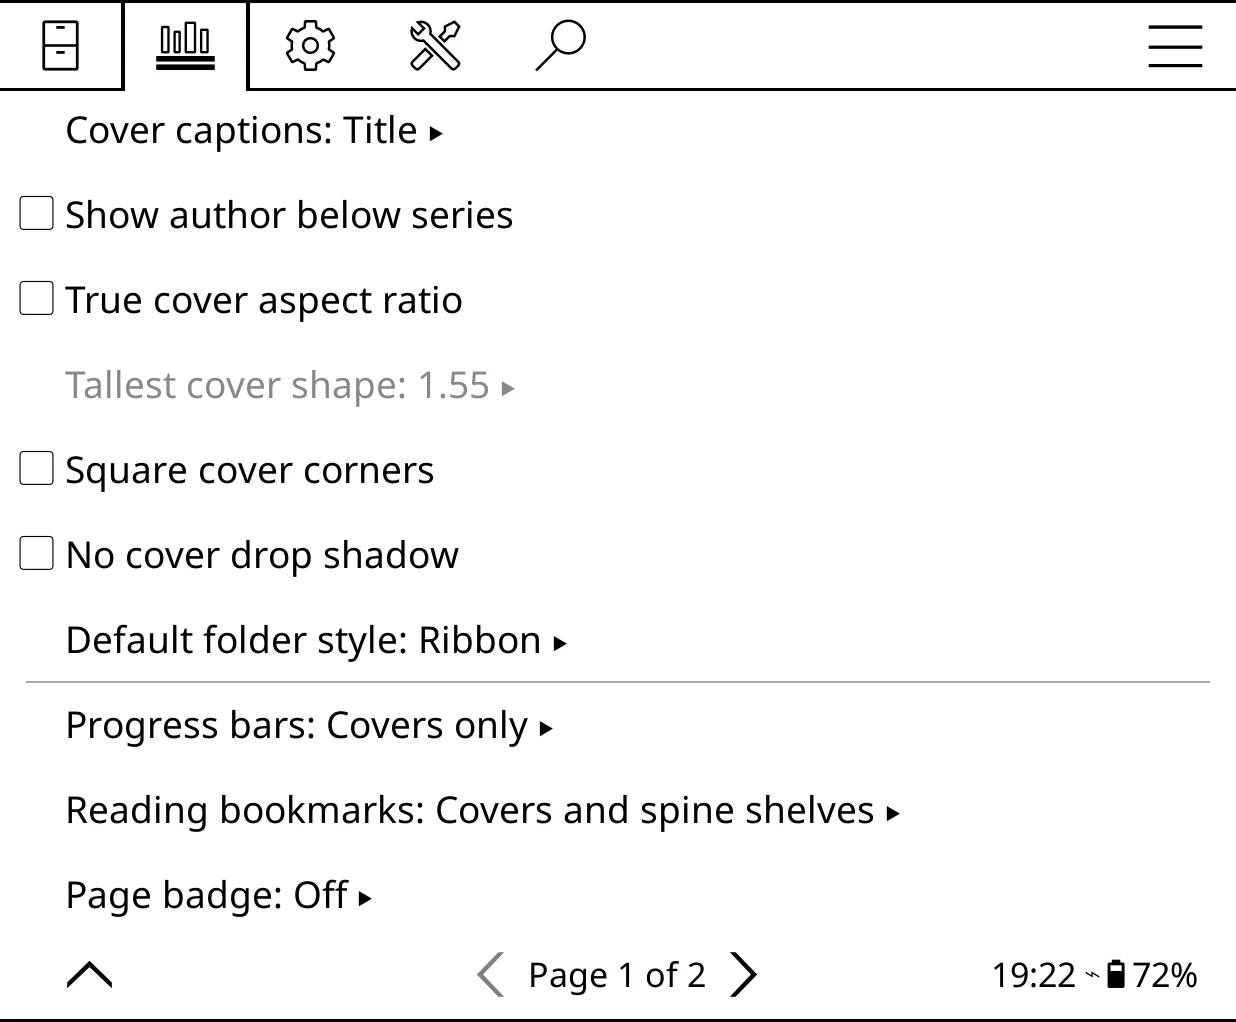 Cover captions: Title ▸
Show author below series
True cover aspect ratio
Tallest cover shape: 1.55 ▸
Square cover corners
No cover drop shadow
Default folder style: Ribbon ▸
Progress bars: Covers only ▸
Reading bookmarks: Covers and spine shelves ▸
Page badge: Off ▸
Page 1 of 2
19:22 72%